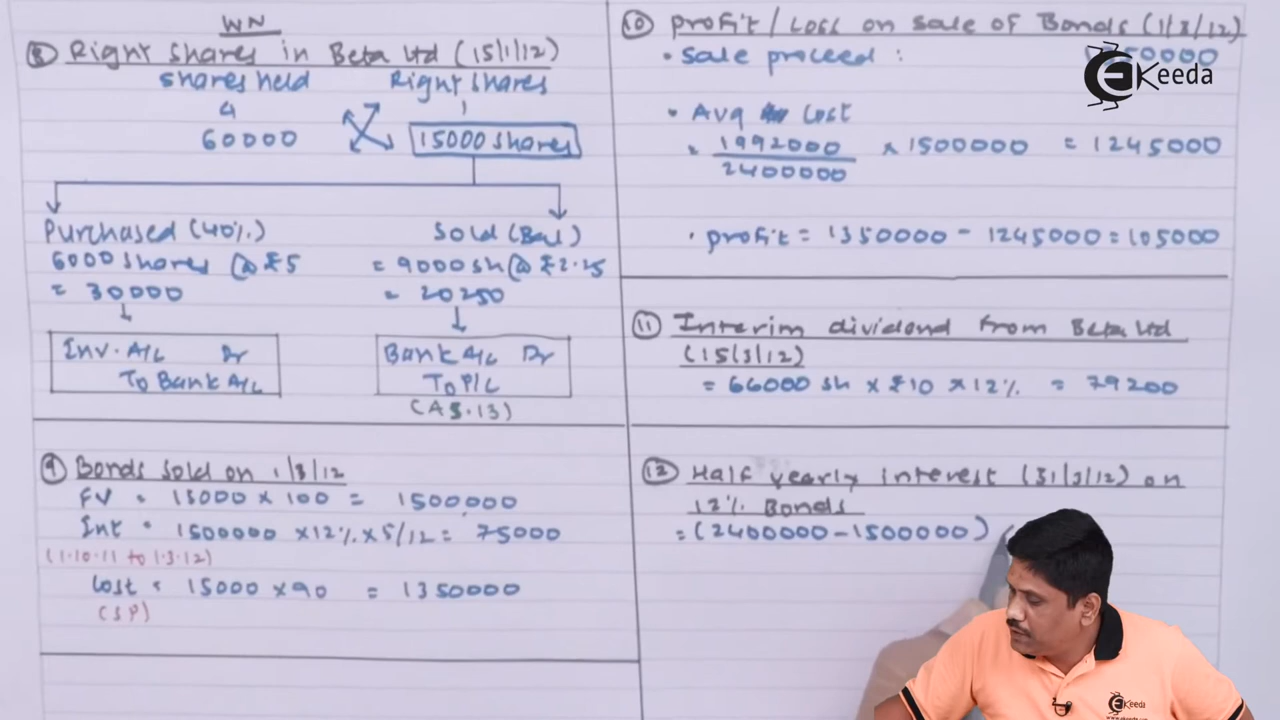 WN
⑧ Right shares in Beta Ltd (15/1/12)
shares held Right shares
4 1
60000 15000 shares
Purchased (40%)
6000 shares @ ₹5
= 30000
Inv. A/c Dr
To Bank A/c
Sold (Bal)
= 9000 sh @ ₹2.25
= 20250
Bank A/c Dr
To P/L
(AS.13)
⑨ Bonds sold on 1/3/12
FV = 15000 × 100 = 1500000
Int = 1500000 × 12% × 5/12 = 75000
(1.10.11 to 1.3.12)
Cost = 15000 × 90 = 1350000
(SP)
⑩ Profit / Loss on sale of Bonds (1/3/12)
• Sale proceed : 50000
• Avg Cost
= 1992000 × 1500000 = 1245000
2400000
• profit = 1350000 - 1245000 = 105000
⑪ Interim dividend from Beta Ltd
(15/3/12)
= 66000 sh × ₹10 × 12% = 79200
⑫ Half yearly interest (31/3/12) on
12% Bonds
= (2400000 - 1500000)
Keeda
Keeda
www.ekeeda.com